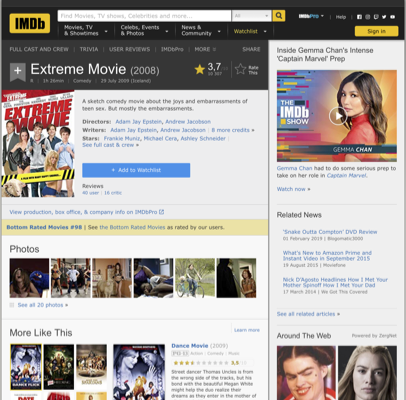 IMDb
Find Movies, TV shows, Celebrities and more...
All
IMDbPro
Help
Movies, TV & Showtimes
Celebs, Events & Photos
News & Community
Watchlist
Sign in
FULL CAST AND CREW | TRIVIA | USER REVIEWS | IMDbPro | MORE
SHARE
Extreme Movie (2008)
3,7
Rate This
1h 26min | Comedy | 29 July 2009 (Iceland)
EXTREME MOVIE
A sketch comedy movie about the joys and embarrassments of teen sex. But mostly the embarrassments.
Directors: Adam Jay Epstein, Andrew Jacobson
Writers: Adam Jay Epstein, Andrew Jacobson | 8 more credits »
Stars: Frankie Muniz, Michael Cera, Ashley Schneider |
See full cast & crew »
+ Add to Watchlist
Reviews
40 user | 16 critic
View production, box office, & company info on IMDbPro
Bottom Rated Movies #98 | See the Bottom Rated Movies as rated by our users.
Photos
See all 20 photos »
More Like This
Learn more
DANCE FLICK
Dance Movie (2009)
Action | Comedy | Music
Street dancer Thomas Uncles is from
the wrong side of the tracks, but his
bond with the beautiful Megan White
might help the duo realize their
dreams as they enter in the mother of
Inside Gemma Chan's Intense
'Captain Marvel' Prep
THE IMDb SHOW
GEMMA CHAN
Gemma Chan had to do some serious prep
to take on her role in Captain Marvel.
Watch now »
Related News
'Snake Outta Compton' DVD Review
01 February 2019 | Blogomatic3000
What's New to Amazon Prime and
Instant Video in September 2015
19 August 2015 | Moviefone
Nick D'Agosto Headlines How I Met Your
Mother Spinoff How I Met Your Dad
17 March 2014 | We Got This Covered
See all related articles »
Around The Web
Powered by ZergNet